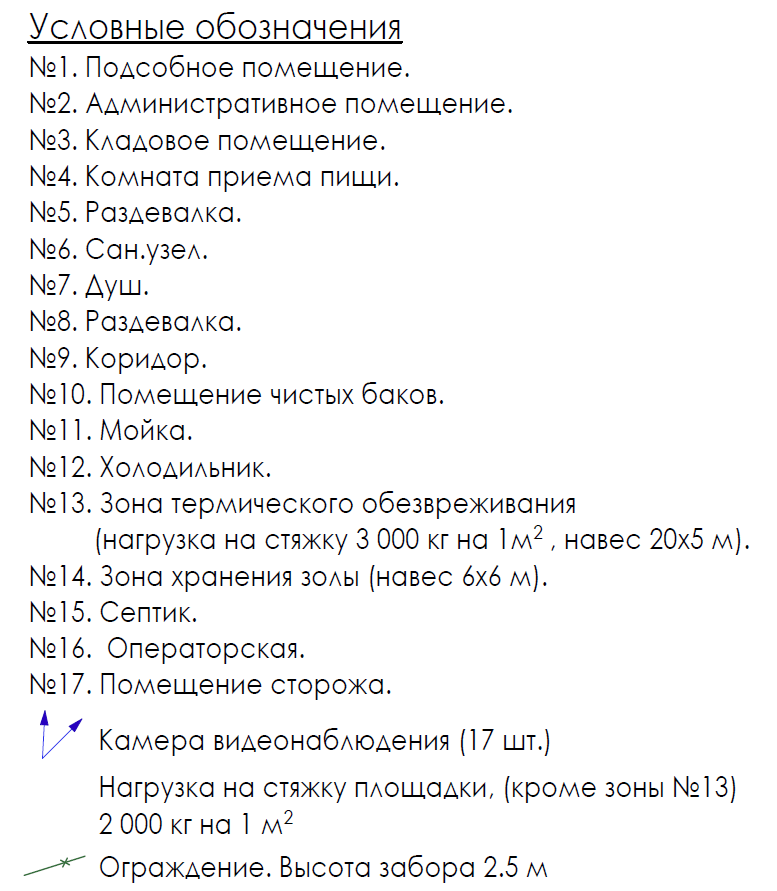 Условные обозначения
№1. Подсобное помещение.
№2. Административное помещение.
№3. Кладовое помещение.
№4. Комната приема пищи.
№5. Раздевалка.
№6. Сан.узел.
№7. Душ.
№8. Раздевалка.
№9. Коридор.
№10. Помещение чистых баков.
№11. Мойка.
№12. Холодильник.
№13. Зона термического обезвреживания
(нагрузка на стяжку 3 000 кг на 1м² , навес 20х5 м).
№14. Зона хранения золы (навес 6х6 м).
№15. Септик.
№16. Операторская.
№17. Помещение сторожа.
Камера видеонаблюдения (17 шт.)
Нагрузка на стяжку площадки, (кроме зоны №13)
2 000 кг на 1 м²
Ограждение. Высота забора 2.5 м